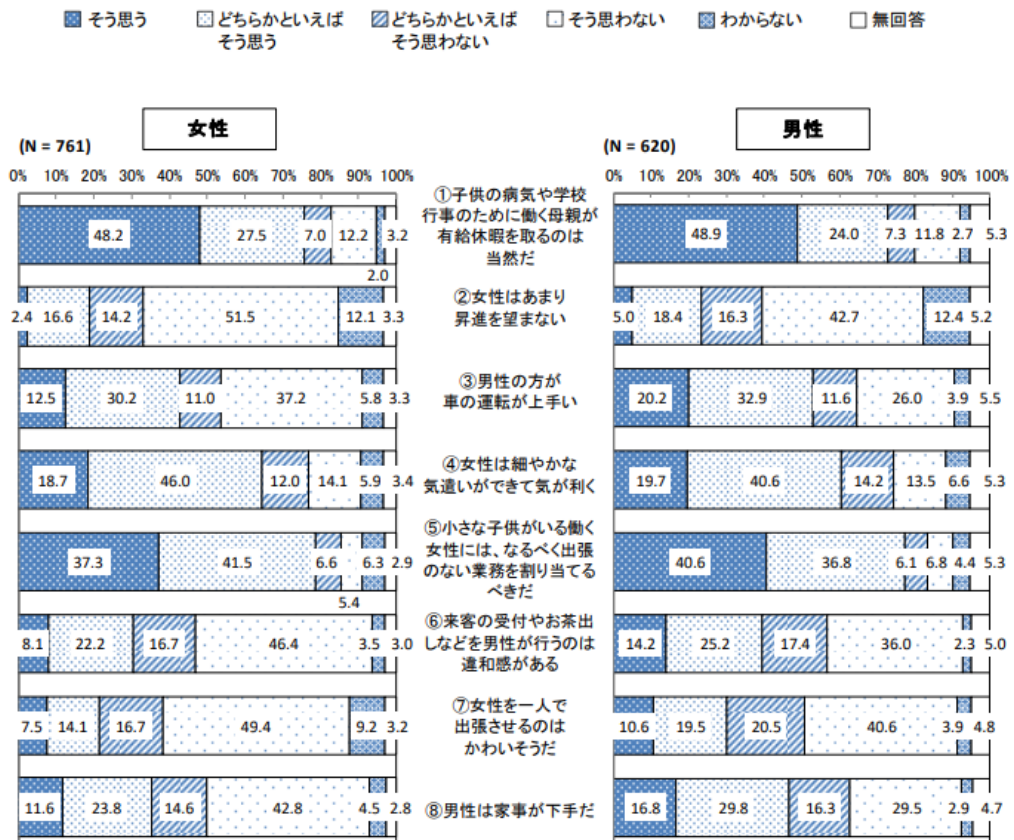 そう思う
どちらかといえば
そう思う
どちらかといえば
そう思わない
そう思わない
わからない
無回答
女性
(N = 761)
0% 10% 20% 30% 40% 50% 60% 70% 80% 90% 100%
男性
(N = 620)
0% 10% 20% 30% 40% 50% 60% 70% 80% 90% 100%
①子供の病気や学校
行事のために働く母親が
有給休暇を取るのは
当然だ
48.2 27.5 7.0 12.2 3.2
2.0
48.9 24.0 7.3 11.8 2.7 5.3
②女性はあまり
昇進を望まない
2.4 16.6 14.2 51.5 12.1 3.3
5.0 18.4 16.3 42.7 12.4 5.2
③男性の方が
車の運転が上手い
12.5 30.2 11.0 37.2 5.8 3.3
20.2 32.9 11.6 26.0 3.9 5.5
④女性は細やかな
気遣いができて気が利く
18.7 46.0 12.0 14.1 5.9 3.4
19.7 40.6 14.2 13.5 6.6 5.3
⑤小さな子供がいる働く
女性には、なるべく出張
のない業務を割り当てる
べきだ
37.3 41.5 6.6 6.3 2.9
5.4
40.6 36.8 6.1 6.8 4.4 5.3
⑥来客の受付やお茶出
しなどを男性が行うのは
違和感がある
8.1 22.2 16.7 46.4 3.5 3.0
14.2 25.2 17.4 36.0 2.3 5.0
⑦女性を一人で
出張させるのは
かわいそうだ
7.5 14.1 16.7 49.4 9.2 3.2
10.6 19.5 20.5 40.6 3.9 4.8
⑧男性は家事が下手だ
11.6 23.8 14.6 42.8 4.5 2.8
16.8 29.8 16.3 29.5 2.9 4.7